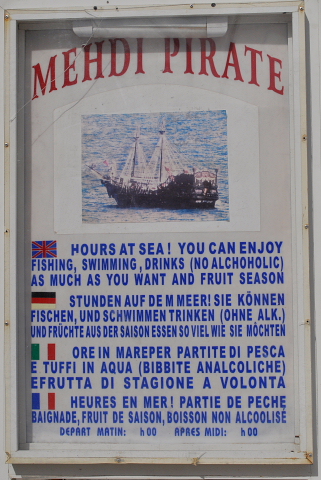 MEHDI PIRATE
HOURS AT SEA! YOU CAN ENJOY
FISHING, SWIMMING, DRINKS (NO ALCHOHOLIC)
AS MUCH AS YOU WANT AND FRUIT SEASON
STUNDEN AUF DE M MEER! SIE KÖNNEN
FISCHEN, UND SCHWIMMEN TRINKEN (OHNE ALK.)
UND FRÜCHTE AUS DER SAISON ESSEN SO VIEL WIE SIE MÖCHTEN
ORE IN MARE PER PARTITE DI PESCA
E TUFFI IN AQUA (BIBBITE ANALCOLICHE)
EFRUTTA DI STAGIONE A VOLONTA
HEURES EN MER! PARTIE DE PECHE
BAIGNADE, FRUIT DE SAISON, BOISSON NON ALCOOLISÉ
DEPART MATIN: h00 APRES MIDI: h00